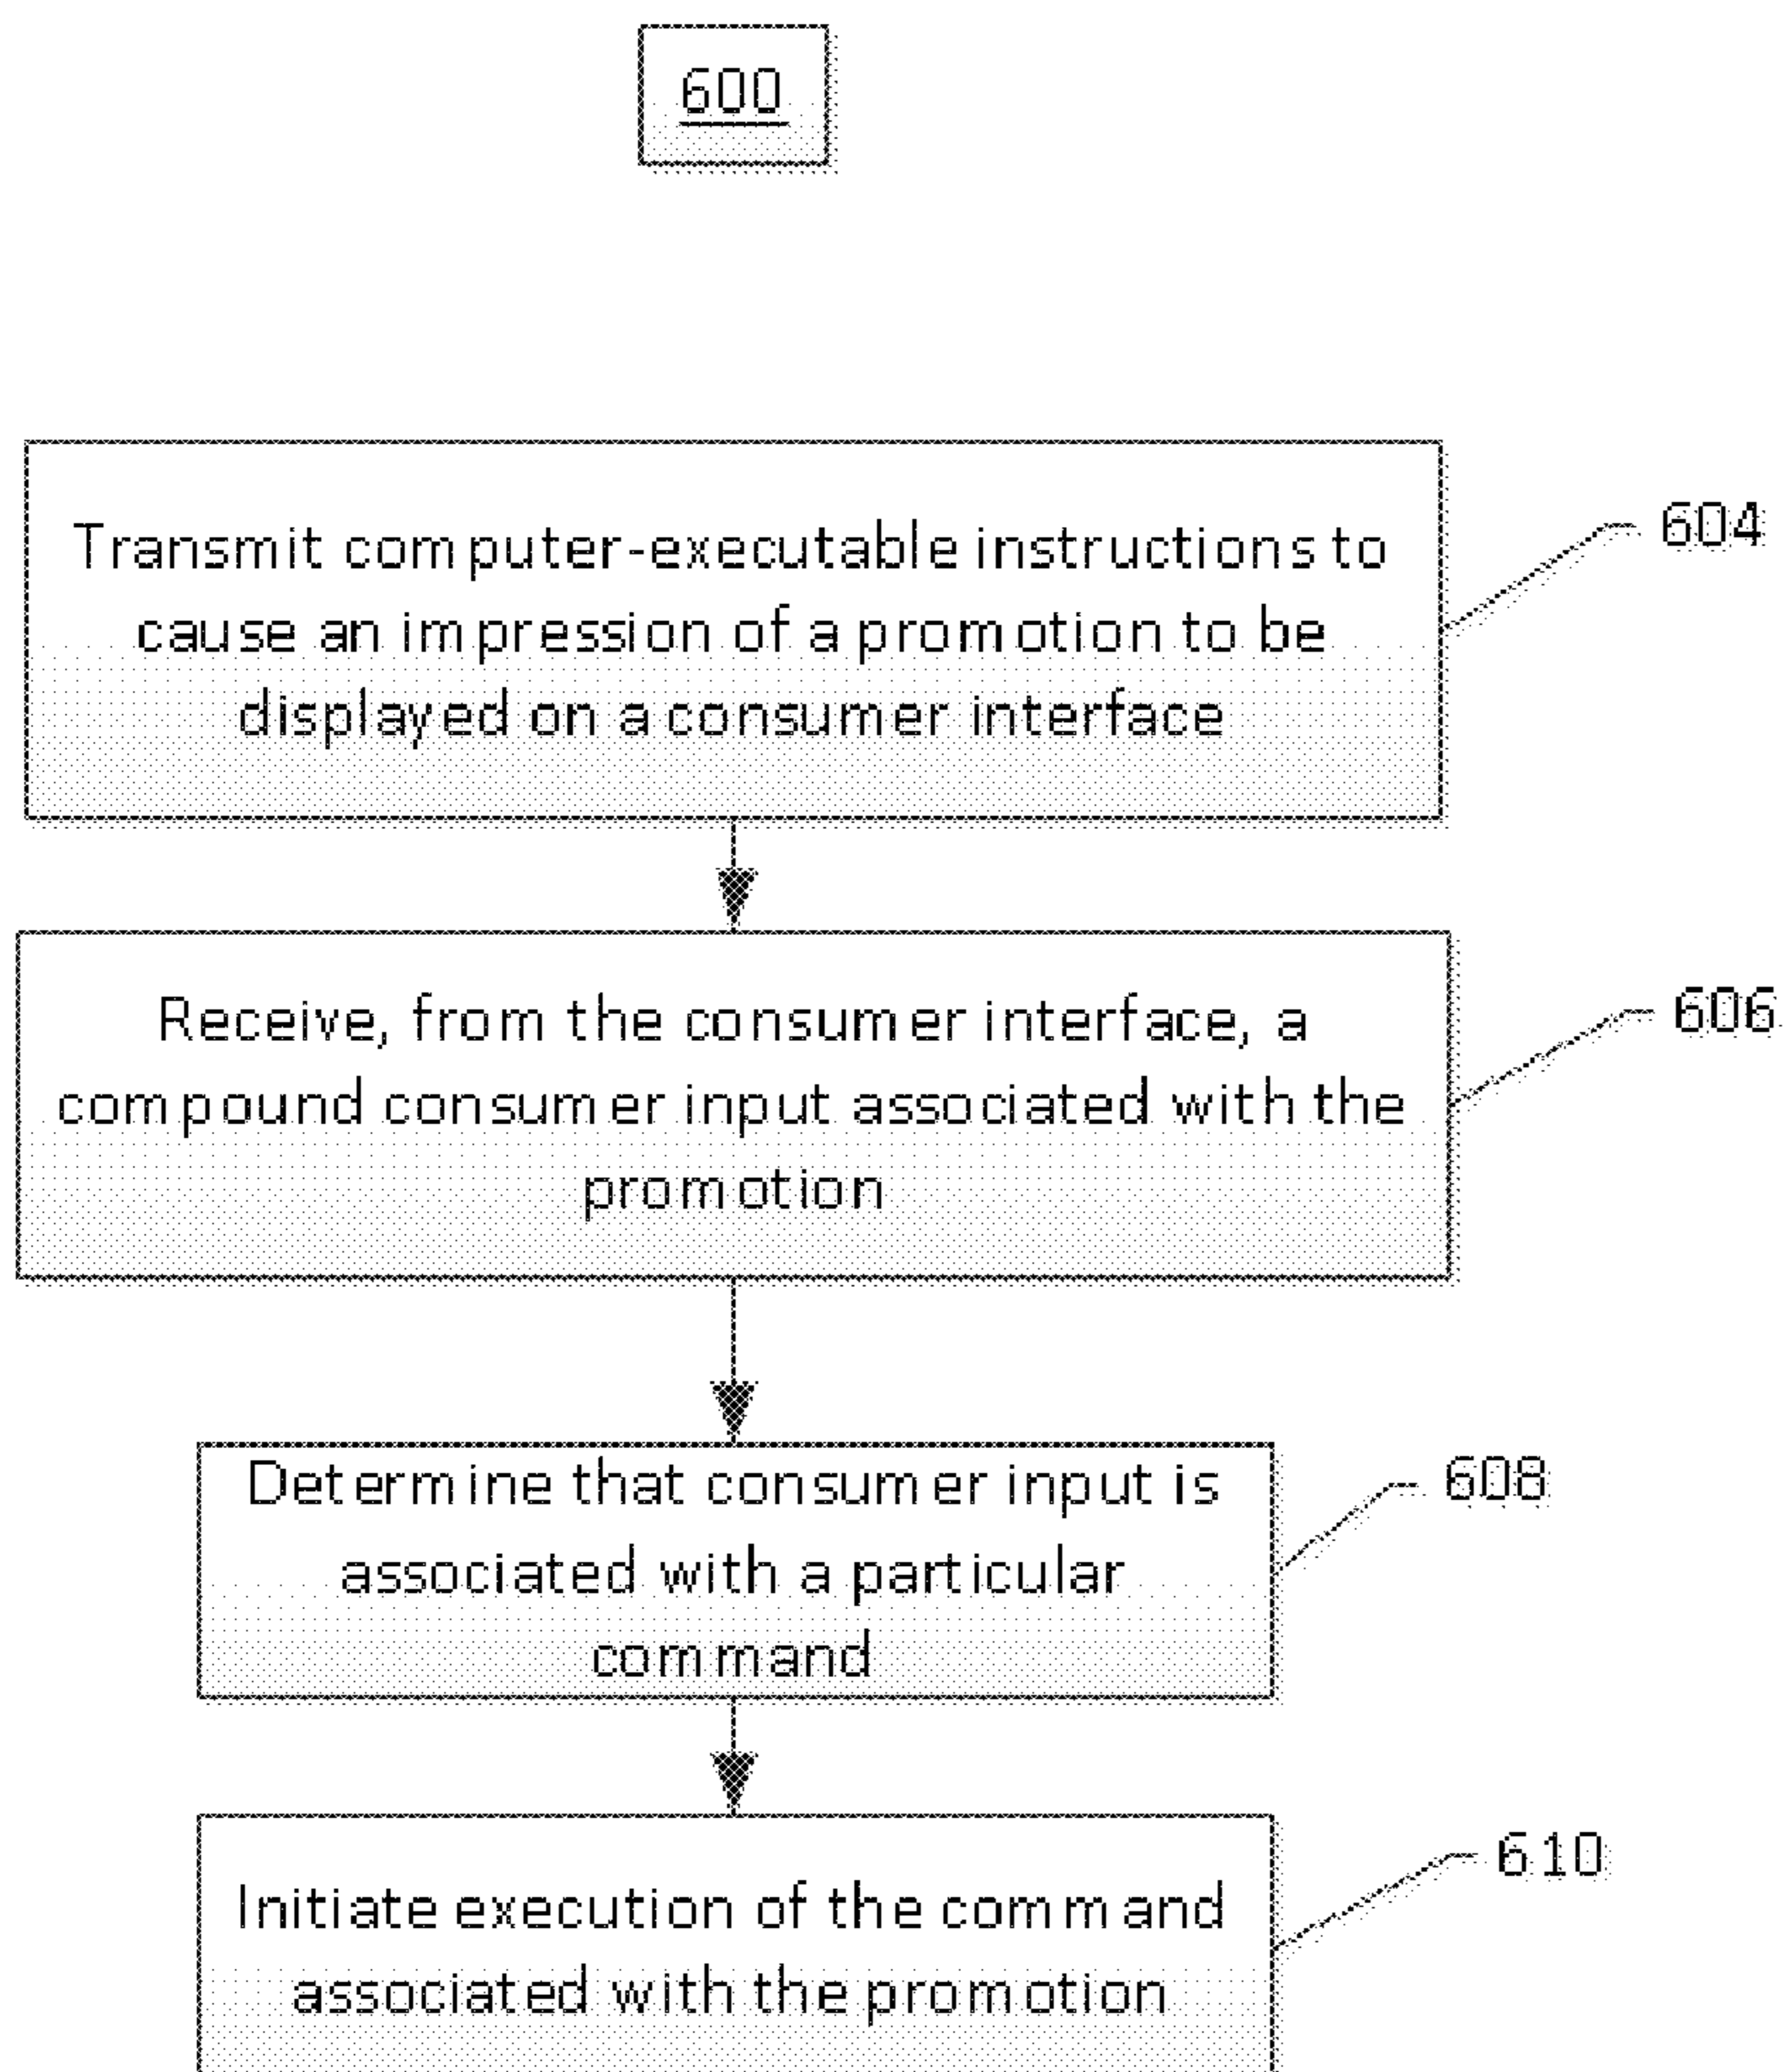 600
Transmit computer-executable instructions to
604
cause an impression of a promotion to be
displayed on a consumer interface
Receive, from the consumer interface, a
606
compound consumer input associated with the
promotion
Determine that consumer input is
608
associated with a particular
command
Initiate execution of the command
610
associated with the promotion